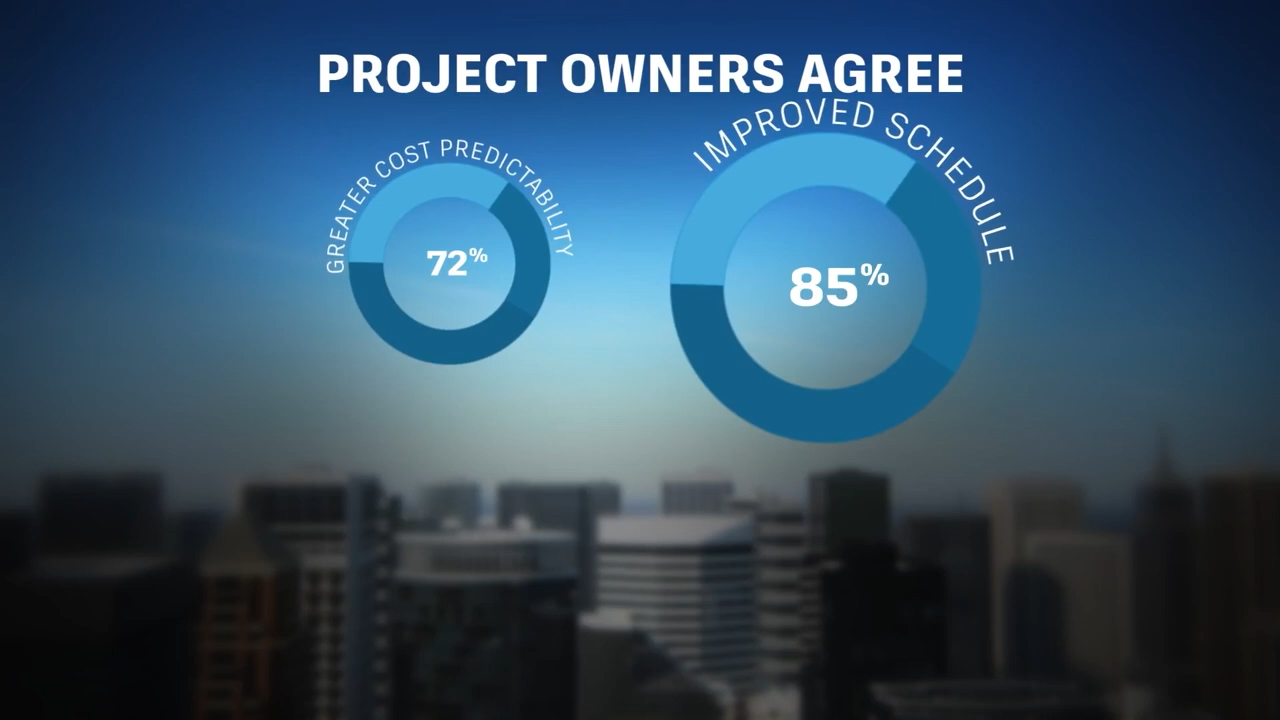 PROJECT OWNERS AGREE
GREATER COST PREDICTABILITY
72%
IMPROVED SCHEDULE
85%